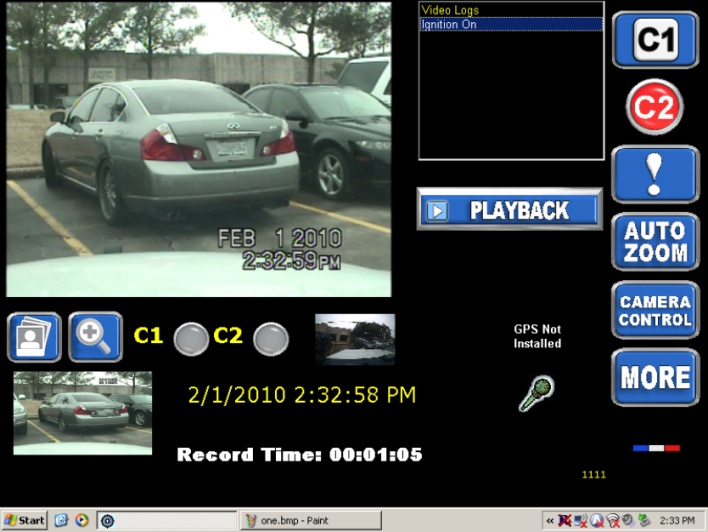 Video Logs
Ignition On
C1
C2
!
PLAYBACK
AUTO
ZOOM
FEB 1 2010
2:32:59PM
CAMERA
CONTROL
C1 C2
GPS Not
Installed
MORE
2/1/2010 2:32:58 PM
Record Time: 00:01:05
1111
Start
one.bmp - Paint
2:33 PM